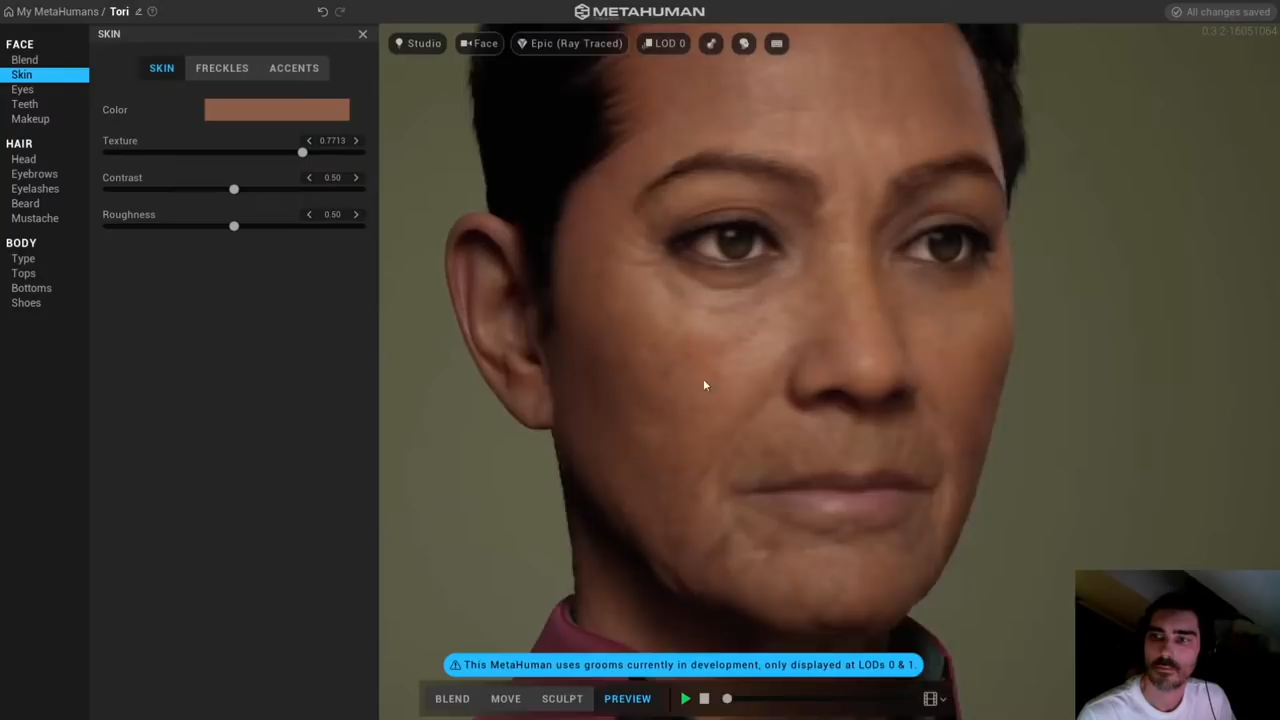 My MetaHumans / Tori
METAHUMAN
All changes saved
0.3.2-16051064
FACE
Blend
Skin
Eyes
Teeth
Makeup
HAIR
Head
Eyebrows
Eyelashes
Beard
Mustache
BODY
Type
Tops
Bottoms
Shoes
SKIN
SKIN FRECKLES ACCENTS
Color
Texture 0.7713
Contrast 0.50
Roughness 0.50
Studio Face Epic (Ray Traced) LOD 0
This MetaHuman uses grooms currently in development, only displayed at LODs 0 & 1.
BLEND MOVE SCULPT PREVIEW